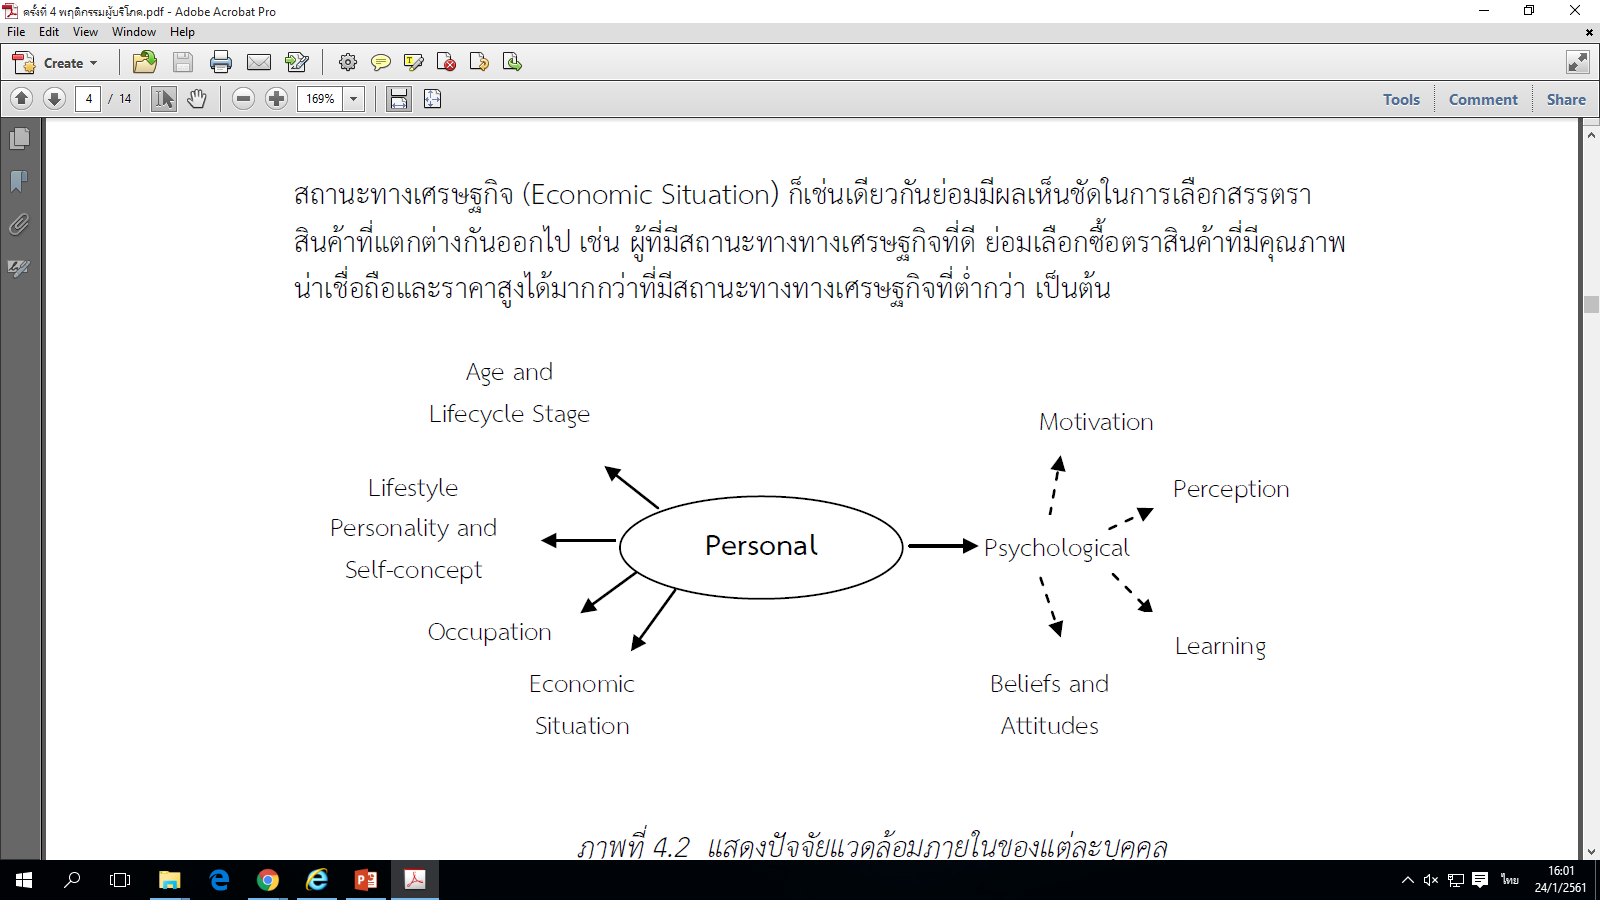 ครั้งที่ 4 พฤติกรรมผู้บริโภค.pdf - Adobe Acrobat Pro
File Edit View Window Help
Create
4 / 14 169% Tools Comment Share
สถานะทางเศรษฐกิจ (Economic Situation) ก็เช่นเดียวกันย่อมมีผลเห็นชัดในการเลือกสรรตรา
สินค้าที่แตกต่างกันออกไป เช่น ผู้ที่มีสถานะทางทางเศรษฐกิจที่ดี ย่อมเลือกซื้อตราสินค้าที่มีคุณภาพ
น่าเชื่อถือและราคาสูงได้มากกว่าที่มีสถานะทางทางเศรษฐกิจที่ต่ำกว่า เป็นต้น
Age and
Lifecycle Stage
Lifestyle
Personality and
Self-concept
Occupation
Economic
Situation
Personal
Motivation
Perception
Psychological
Learning
Beliefs and
Attitudes
ภาพที่ 4.2 แสดงปัจจัยแวดล้อมภายในของแต่ละบุคคล
ไทย
16:01
24/1/2561